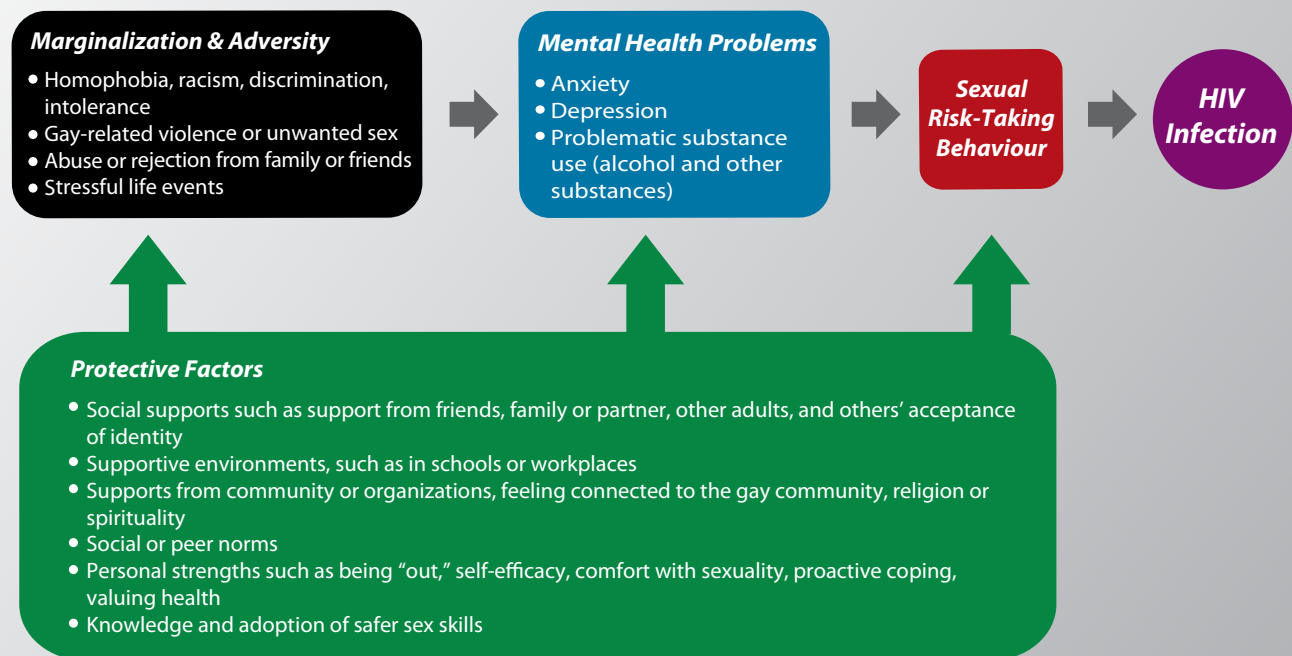 Marginalization & Adversity
• Homophobia, racism, discrimination,
intolerance
• Gay-related violence or unwanted sex
• Abuse or rejection from family or friends
• Stressful life events
Mental Health Problems
• Anxiety
• Depression
• Problematic substance
use (alcohol and other
substances)
Sexual
Risk-Taking
Behaviour
HIV
Infection
Protective Factors
• Social supports such as support from friends, family or partner, other adults, and others’ acceptance
of identity
• Supportive environments, such as in schools or workplaces
• Supports from community or organizations, feeling connected to the gay community, religion or
spirituality
• Social or peer norms
• Personal strengths such as being “out,” self-efficacy, comfort with sexuality, proactive coping,
valuing health
• Knowledge and adoption of safer sex skills